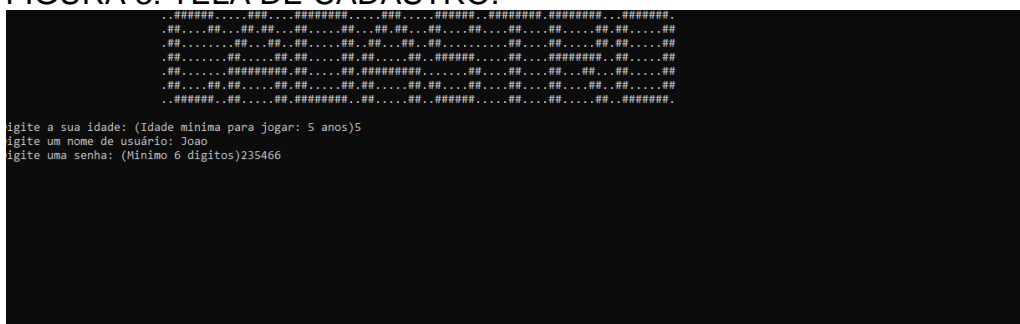 FIGURA 6: TELA DE CADASTRO.
..######.....###....########.....###.....######..########.########...#######.
.##....##...##.##...##.....##...##.##...##....##....##....##.....##.##.....##
.##........##...##..##.....##..##...##..##..........##....##.....##.##.....##
.##.......##.....##.##.....##.##.....##..######.....##....########..##.....##
.##.......#########.##.....##.#########.......##....##....##...##...##.....##
.##....##.##.....##.##.....##.##.....##.##....##....##....##....##..##.....##
..######..##.....##.########..##.....##..######.....##....##.....##..#######.
igite a sua idade: (Idade minima para jogar: 5 anos)5
igite um nome de usuário: Joao
igite uma senha: (Minimo 6 digitos)235466